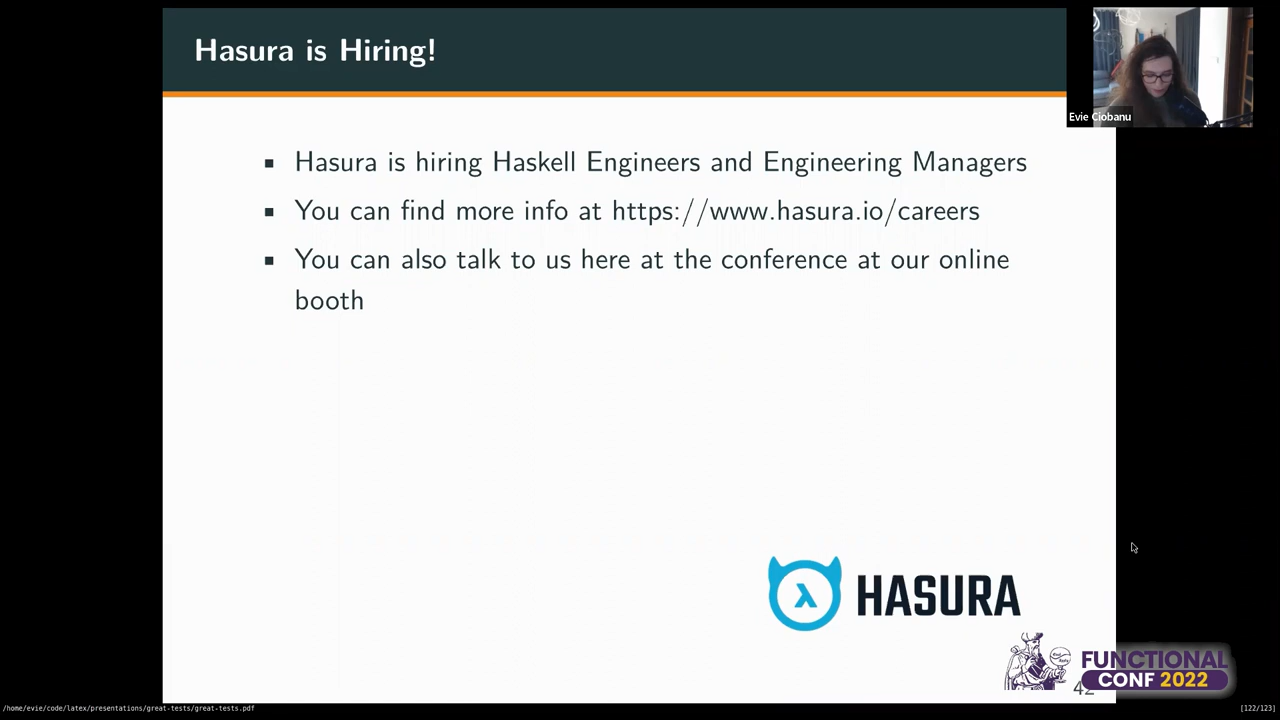 Hasura is Hiring!
Evie Ciobanu
▪ Hasura is hiring Haskell Engineers and Engineering Managers
▪ You can find more info at https://www.hasura.io/careers
▪ You can also talk to us here at the conference at our online
booth
λ HASURA
FUNCTIONAL
CONF 2022
42
/home/evie/code/latex/presentations/great-tests/great-tests.pdf
[122/123]